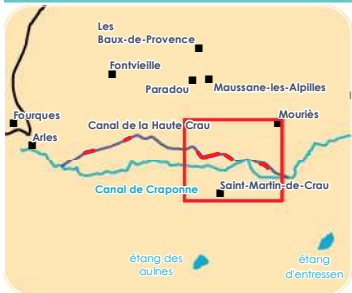 Les
Baux-de-Provence
Fontvieille
Paradou
Maussane-les-Alpilles
Fourques
Mouriès
Arles
Canal de la Haute Crau
Canal de Craponne
Saint-Martin-de-Crau
étang des
aulnes
étang
d'entressen